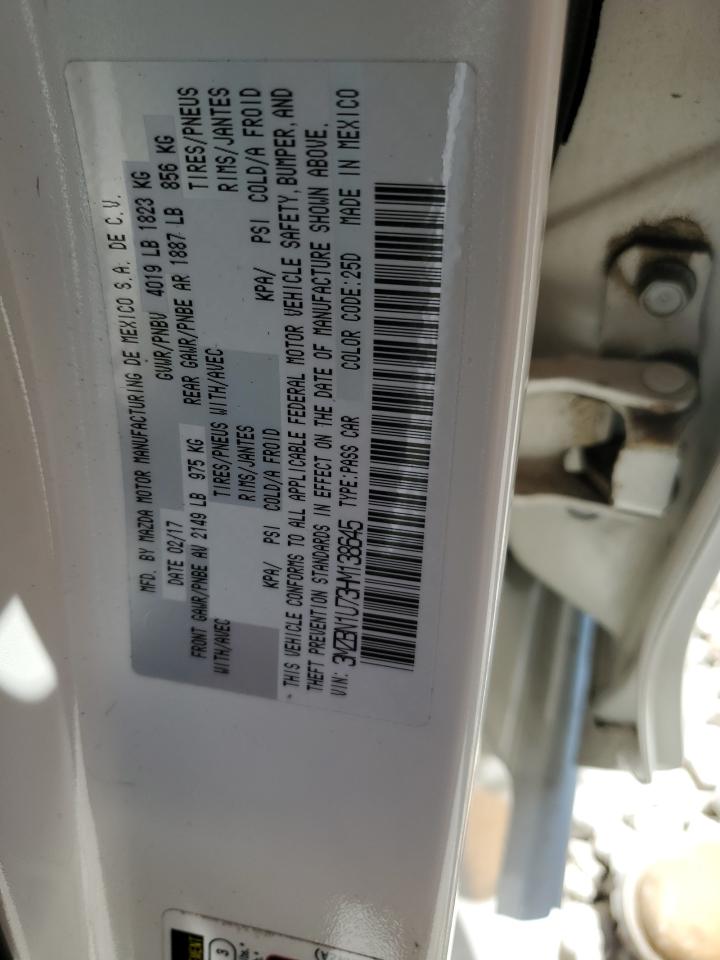 MFD. BY MAZDA MOTOR MANUFACTURING DE MEXICO S.A. DE C.V.
DATE 02/17 GVWR/PNBV 4019 LB 1823 KG
FRONT GAWR/PNBE AV 2149 LB 975 KG REAR GAWR/PNBE AR 1887 LB 856 KG
WITH/AVEC TIRES/PNEUS WITH/AVEC TIRES/PNEUS
RIMS/JANTES RIMS/JANTES
KPA/ PSI COLD/A FROID KPA/ PSI COLD/A FROID
THIS VEHICLE CONFORMS TO ALL APPLICABLE FEDERAL MOTOR VEHICLE SAFETY, BUMPER, AND
THEFT PREVENTION STANDARDS IN EFFECT ON THE DATE OF MANUFACTURE SHOWN ABOVE.
VIN: 3MZBN1U73HM138645 TYPE:PASS CAR COLOR CODE:25D MADE IN MEXICO